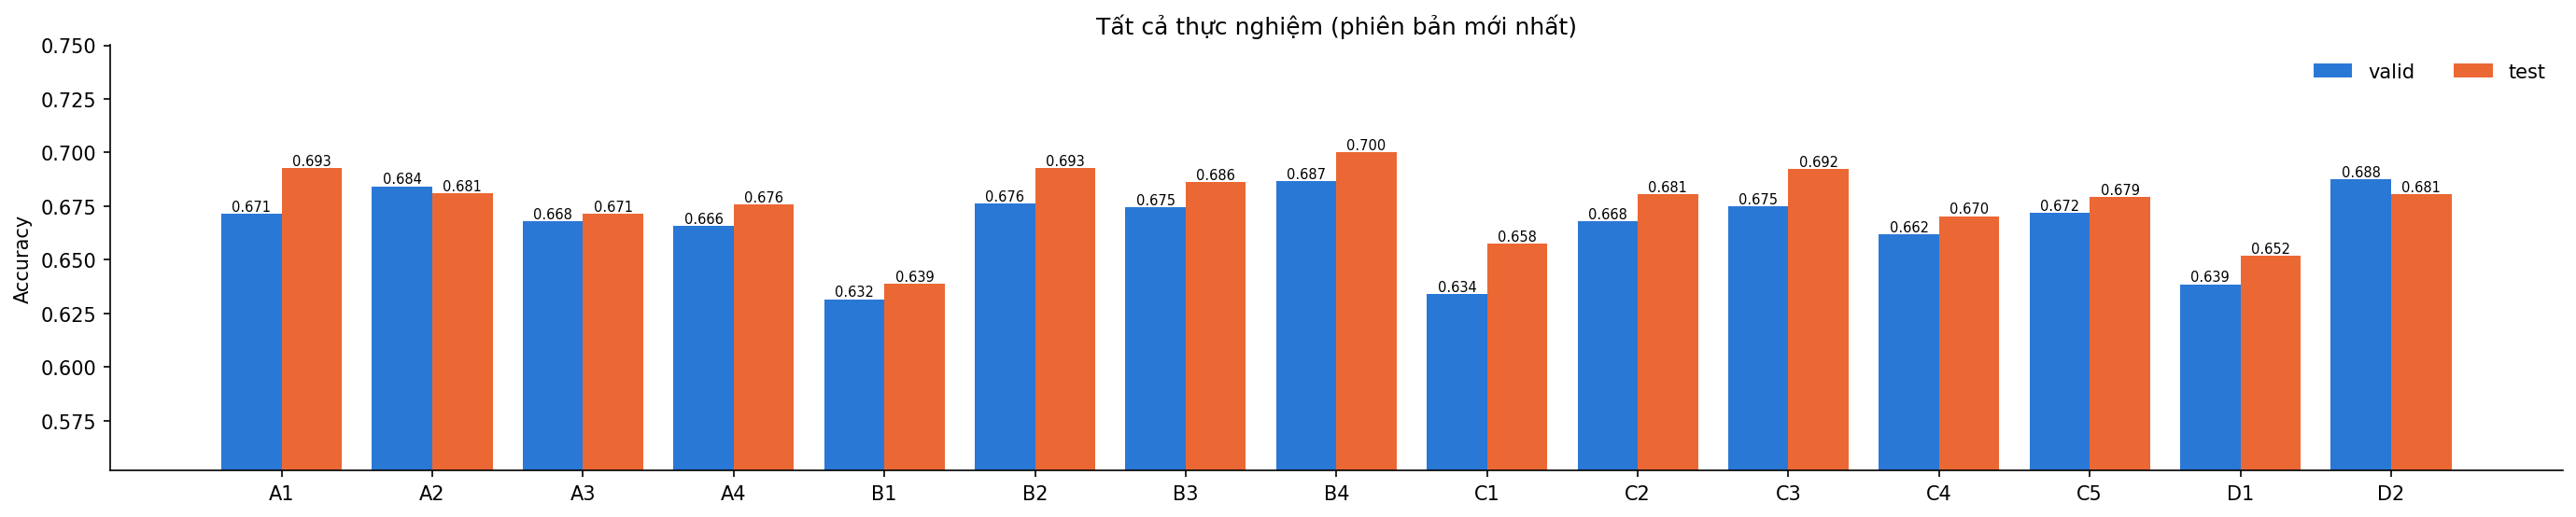 Tất cả thực nghiệm (phiên bản mới nhất)
valid test
Accuracy
0.750
0.725
0.700
0.675
0.650
0.625
0.600
0.575
0.671 0.693 0.684 0.681 0.668 0.671 0.666 0.676 0.632 0.639 0.676 0.693 0.675 0.686 0.687 0.700 0.634 0.658 0.668 0.681 0.675 0.692 0.662 0.670 0.672 0.679 0.639 0.652 0.688 0.681
A1 A2 A3 A4 B1 B2 B3 B4 C1 C2 C3 C4 C5 D1 D2